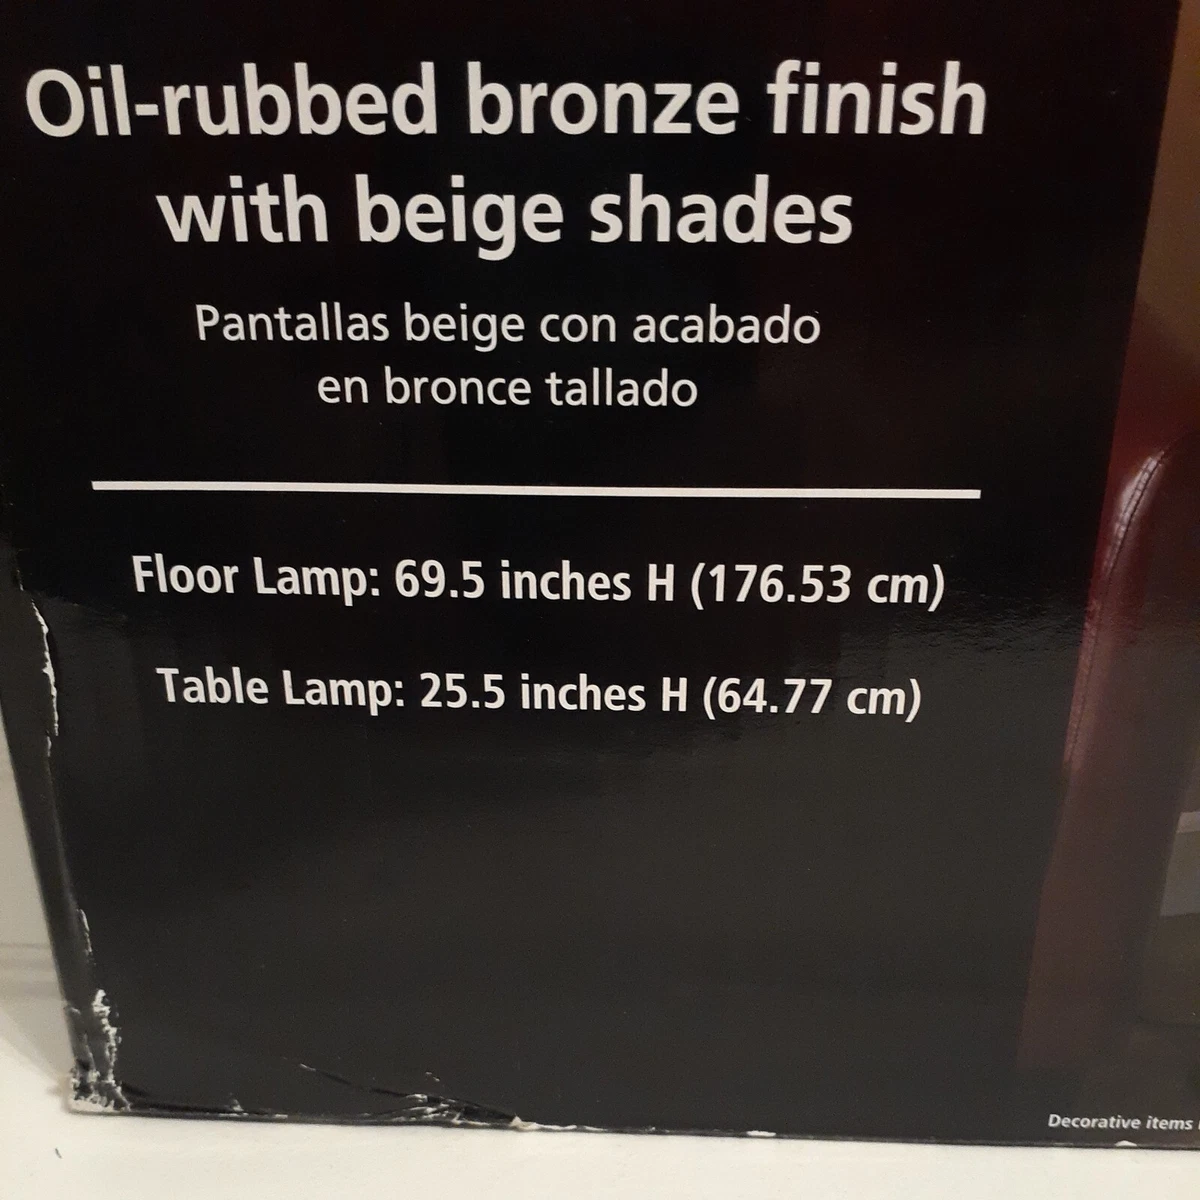 Oil-rubbed bronze finish
with beige shades
Pantallas beige con acabado
en bronce tallado
Floor Lamp: 69.5 inches H (176.53 cm)
Table Lamp: 25.5 inches H (64.77 cm)
Decorative items